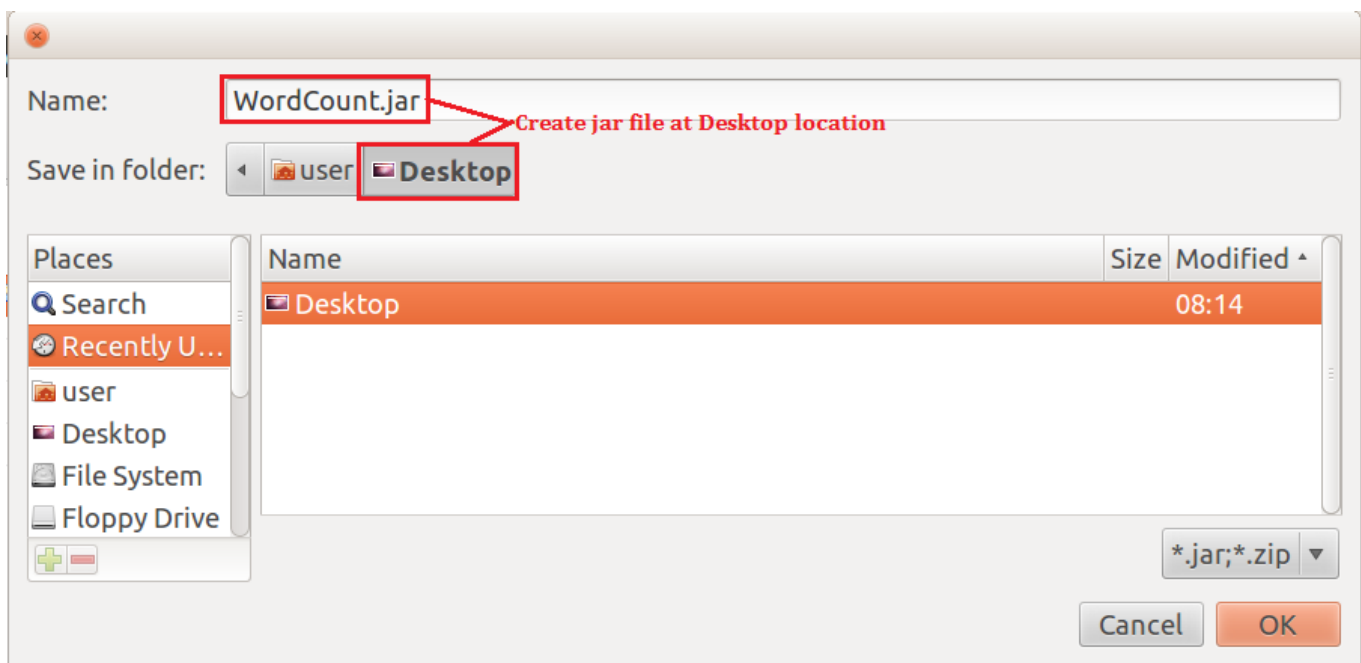 Name: WordCount.jar
Create jar file at Desktop location
Save in folder: user Desktop
Places
Name Size Modified
Search
Desktop 08:14
Recently U...
user
Desktop
File System
Floppy Drive
*.jar;*.zip
Cancel OK